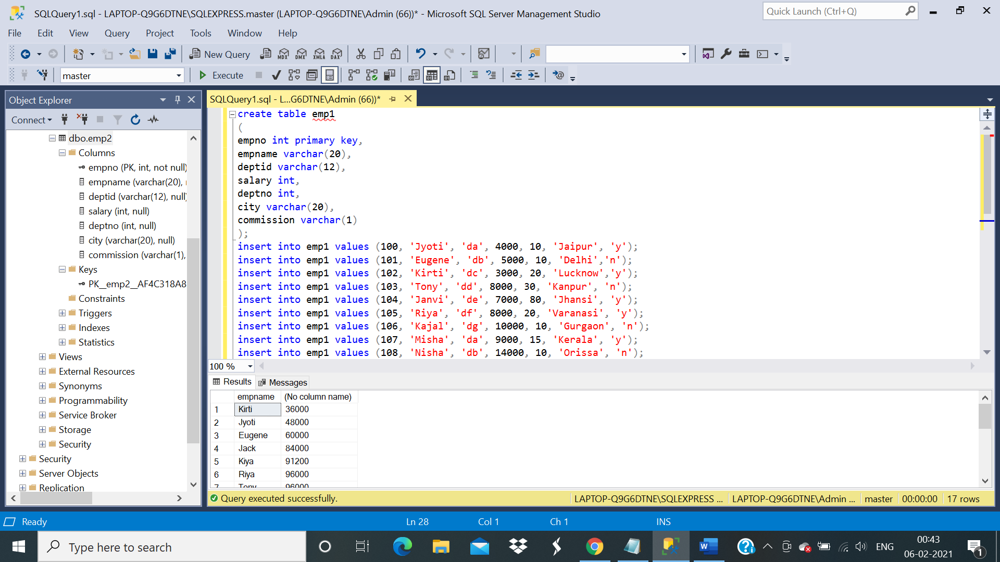 SQLQuery1.sql - LAPTOP-Q9G6DTNE\SQLEXPRESS.master (LAPTOP-Q9G6DTNE\Admin (66))* - Microsoft SQL Server Management Studio
Quick Launch (Ctrl+Q)
File Edit View Query Project Tools Window Help
New Query MDX DMX XMLA DAX
master Execute
Object Explorer
Connect
dbo.emp2
Columns
empno (PK, int, not null)
empname (varchar(20),
deptid (varchar(12), null)
salary (int, null)
deptno (int, null)
city (varchar(20), null)
commission (varchar(1),
Keys
PK__emp2__AF4C318A8
Constraints
Triggers
Indexes
Statistics
Views
External Resources
Synonyms
Programmability
Service Broker
Storage
Security
Security
Server Objects
Replication
SQLQuery1.sql - L...G6DTNE\Admin (66))*
create table emp1
(
empno int primary key,
empname varchar(20),
deptid varchar(12),
salary int,
deptno int,
city varchar(20),
commission varchar(1)
);
insert into emp1 values (100, 'Jyoti', 'da', 4000, 10, 'Jaipur', 'y');
insert into emp1 values (101, 'Eugene', 'db', 5000, 10, 'Delhi','n');
insert into emp1 values (102, 'Kirti', 'dc', 3000, 20, 'Lucknow','y');
insert into emp1 values (103, 'Tony', 'dd', 8000, 30, 'Kanpur', 'n');
insert into emp1 values (104, 'Janvi', 'de', 7000, 80, 'Jhansi', 'y');
insert into emp1 values (105, 'Riya', 'df', 8000, 20, 'Varanasi', 'y');
insert into emp1 values (106, 'Kajal', 'dg', 10000, 10, 'Gurgaon', 'n');
insert into emp1 values (107, 'Misha', 'da', 9000, 15, 'Kerala', 'y');
insert into emp1 values (108, 'Nisha', 'db', 14000, 10, 'Orissa', 'n');
100 %
Results Messages
empname (No column name)
1 Kirti 36000
2 Jyoti 48000
3 Eugene 60000
4 Jack 84000
5 Kiya 91200
6 Riya 96000
7 Tony 96000
Query executed successfully. LAPTOP-Q9G6DTNE\SQLEXPRESS ... LAPTOP-Q9G6DTNE\Admin ... master 00:00:00 17 rows
Ready Ln 28 Col 1 Ch 1 INS
Type here to search
ENG
00:43
06-02-2021
1